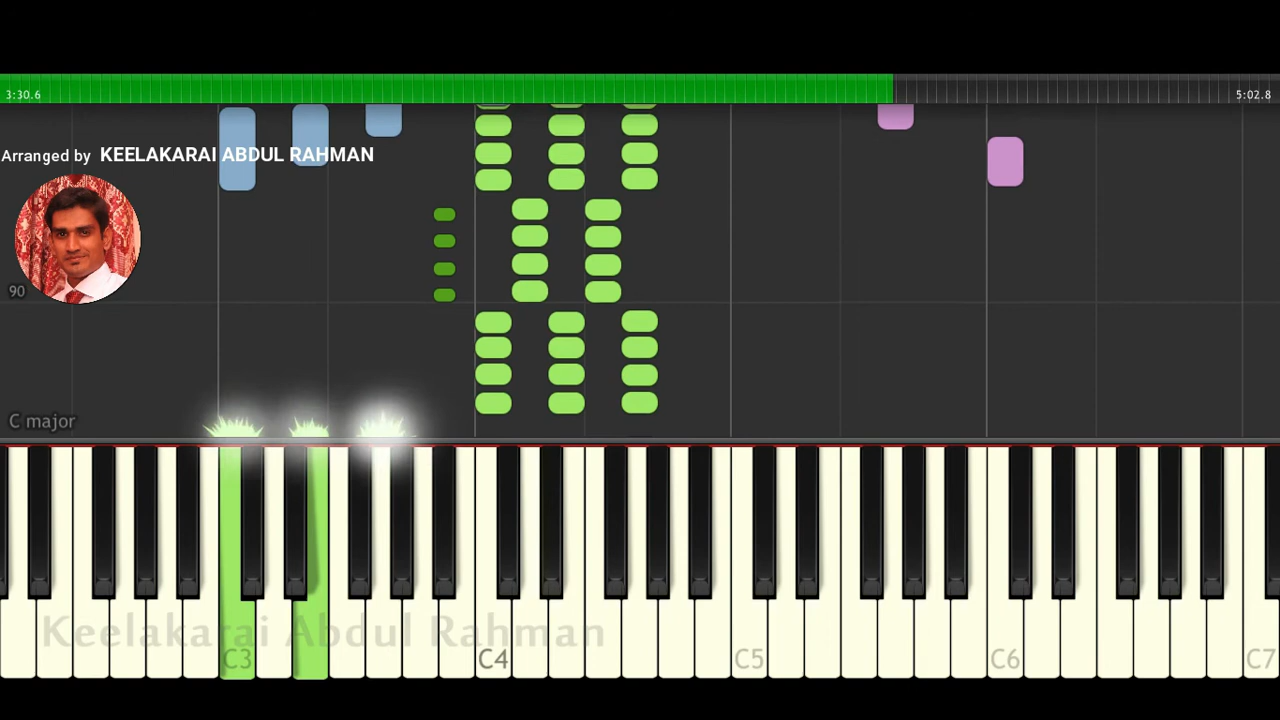 3:30.6 5:02.8
Arranged by KEELAKARAI ABDUL RAHMAN
90
C major
Keelakarai Abdul Rahman
C3 C4 C5 C6 C7